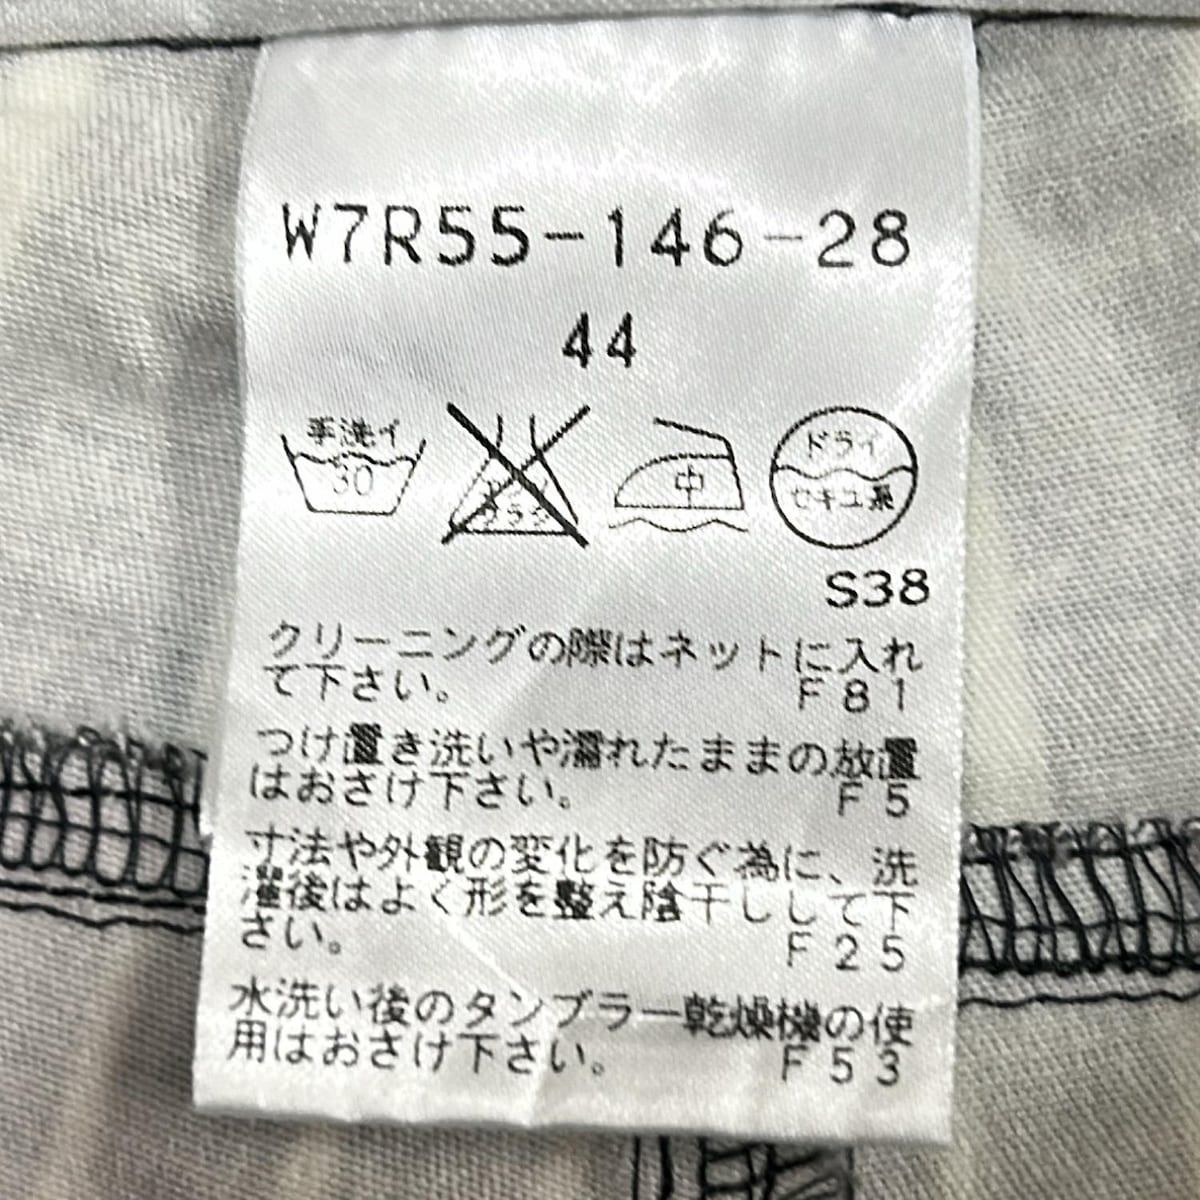 W7R55-146-28
44
手洗イ
30
エンソ
サラシ
中
ドライ
セキユ系
S38
クリーニングの際はネットに入れ
て下さい。 F81
つけ置き洗いや濡れたままの放置
はおさけ下さい。 F5
寸法や外観の変化を防ぐ為に、洗
濯後はよく形を整え陰干しして下
さい。 F25
水洗い後のタンブラー乾燥機の使
用はおさけ下さい。 F53